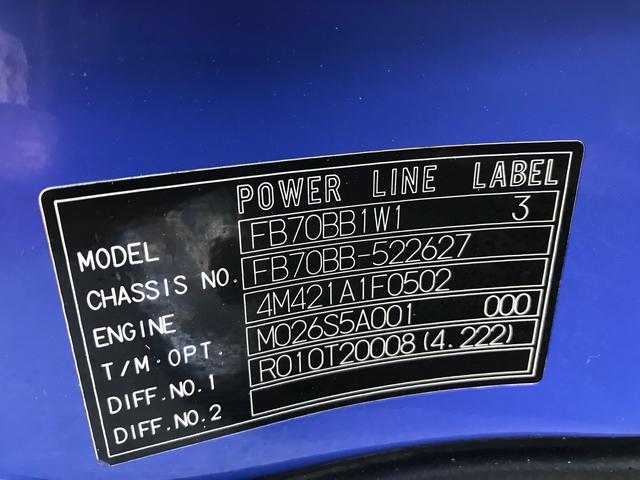 POWER LINE LABEL
MODEL FB70BB1W1 3
CHASSIS NO. FB70BB-522627
ENGINE 4M421A1F0502
T/M·OPT. M026S5A001 000
DIFF.NO.1 R010T20008(4.222)
DIFF.NO.2